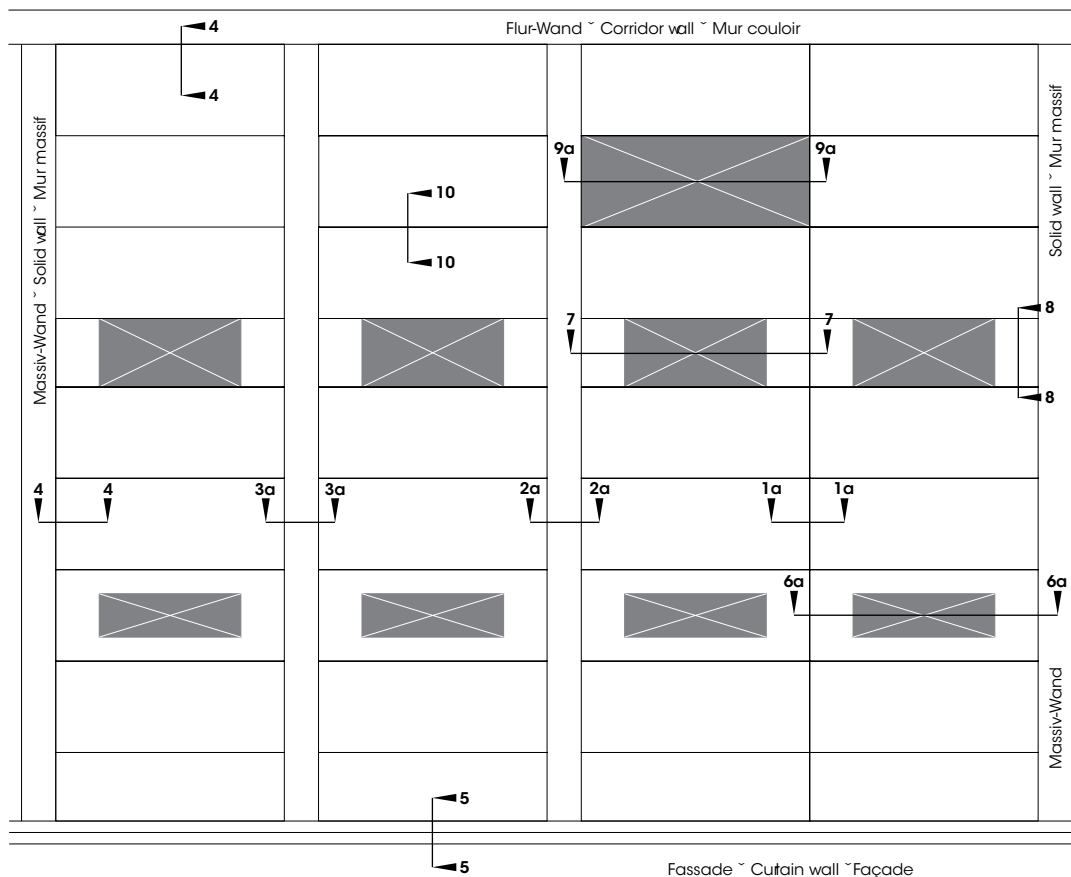 4
Flur-Wand ˘ Corridor wall ˘ Mur couloir
4
Massiv-Wand ˘ Solid wall ˘ Mur massif
Solid wall ˘ Mur massif
9a 9a
10
10
7 7
8
8
4 4 3a 3a 2a 2a 1a 1a
6a 6a
Massiv-Wand
5
5
Fassade ˘ Curtain wall ˘ Façade